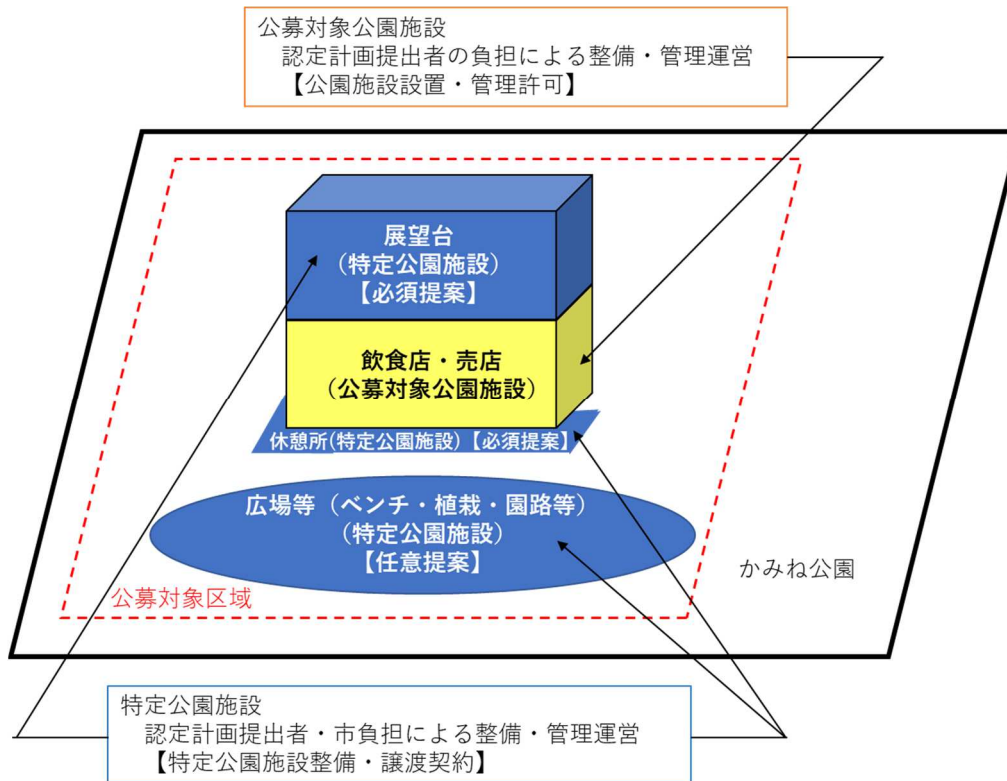 公募対象公園施設
認定計画提出者の負担による整備・管理運営
【公園施設設置・管理許可】
展望台
（特定公園施設）
【必須提案】
飲食店・売店
（公募対象公園施設）
休憩所(特定公園施設)【必須提案】
広場等（ベンチ・植栽・園路等）
（特定公園施設）
【任意提案】
かみね公園
公募対象区域
特定公園施設
認定計画提出者・市負担による整備・管理運営
【特定公園施設整備・譲渡契約】